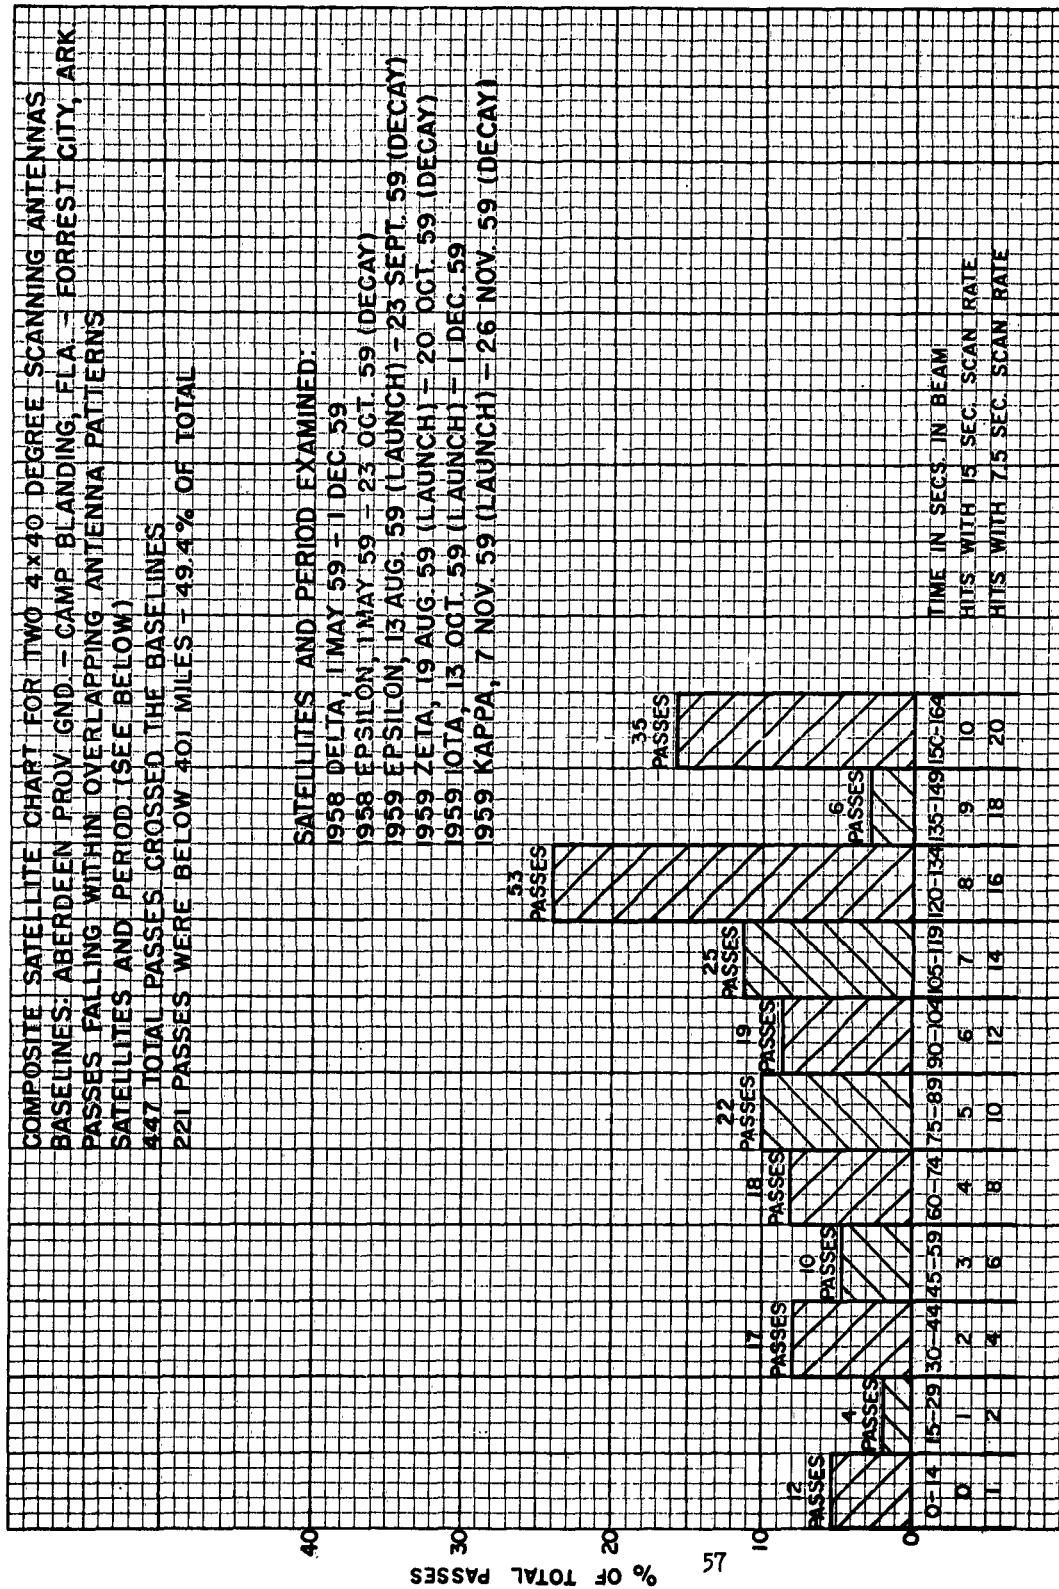 COMPOSITE SATELLITE CHART FOR TWO 4 x 40 DEGREE SCANNING ANTENNAS
BASELINES: ABERDEEN PROV. GND. - CAMP BLANDING, FLA. - FORREST CITY, ARK
PASSES FALLING WITHIN OVERLAPPING ANTENNA PATTERNS
SATELLITES AND PERIOD (SEE BELOW)
447 TOTAL PASSES CROSSED THE BASELINES
221 PASSES WERE BELOW 401 MILES - 49.4% OF TOTAL
SATELLITES AND PERIOD EXAMINED:
1958 DELTA, 1 MAY 59 - 1 DEC. 59
1958 EPSILON, 1 MAY 59 - 23 OCT. 59 (DECAY)
1959 EPSILON, 13 AUG. 59 (LAUNCH) - 23 SEPT. 59 (DECAY)
1959 ZETA, 19 AUG. 59 (LAUNCH) - 20 OCT. 59 (DECAY)
1959 IOTA, 13 OCT. 59 (LAUNCH) - 1 DEC. 59
1959 KAPPA, 7 NOV. 59 (LAUNCH) - 26 NOV. 59 (DECAY)
% OF TOTAL PASSES
40
30
20
10
0
12 PASSES
4 PASSES
17 PASSES
10 PASSES
18 PASSES
22 PASSES
19 PASSES
25 PASSES
53 PASSES
6 PASSES
35 PASSES
0-14 15-29 30-44 45-59 60-74 75-89 90-104 105-119 120-134 135-149 150-164 TIME IN SECS. IN BEAM
0 1 2 3 4 5 6 7 8 9 10 HITS WITH 15 SEC. SCAN RATE
1 2 4 6 8 10 12 14 16 18 20 HITS WITH 7.5 SEC. SCAN RATE
57